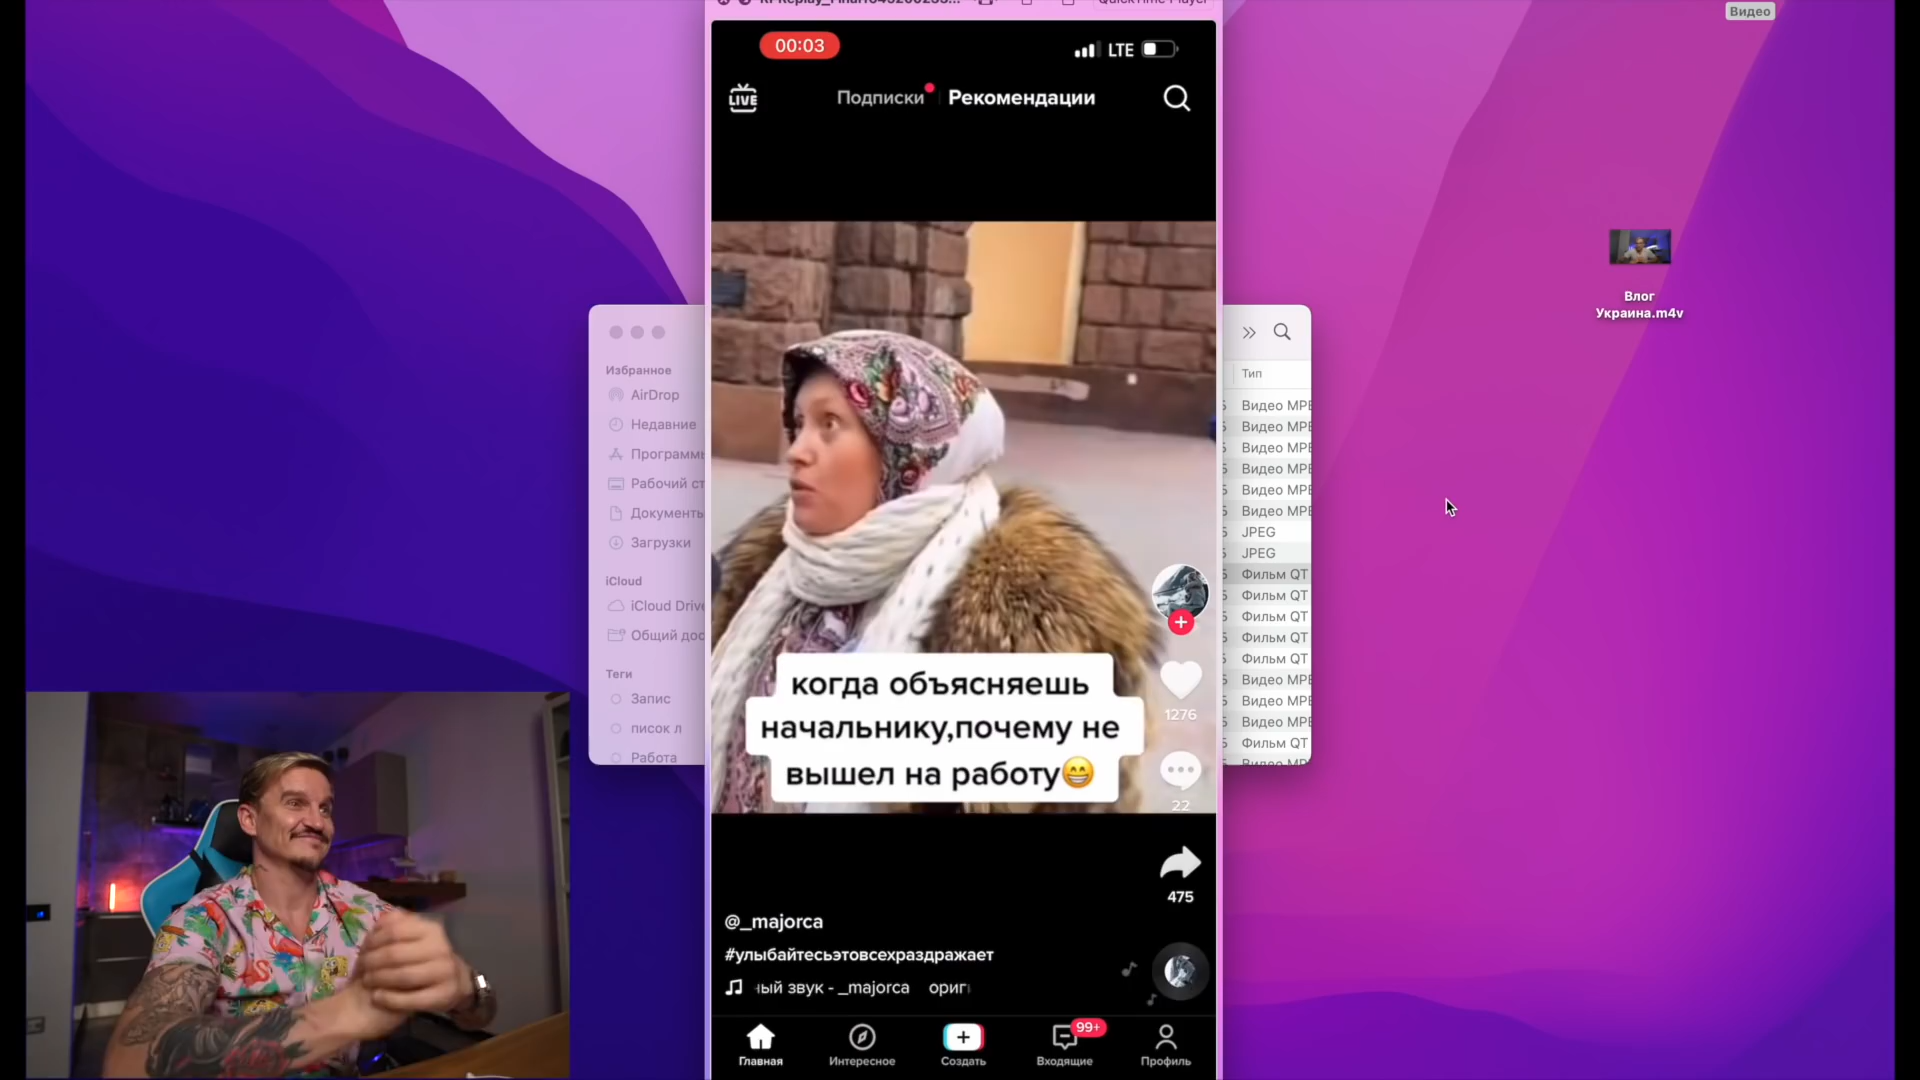 Видео
00:03
LTE
LIVE
Подписки
Рекомендации
Влог
Украина.m4v
Избранное
AirDrop
Недавние
Рабочий ст
Документы
Загрузки
iCloud
iCloud Drive
Общий дос
Теги
Запис
писок л
Работа
Тип
Видео MPE
Видео MPE
Видео MPE
Видео MPE
Видео MPE
Видео MPE
JPEG
JPEG
Фильм QT
Фильм QT
Фильм QT
Фильм QT
Фильм QT
Видео MPE
Видео MPE
Видео MPE
Фильм QT
когда объясняешь
начальнику,почему не
вышел на работу😁
1276
22
475
@_majorca
#улыбайтесьэтовсехраздражает
ный звук - _majorca ориги
Главная
Интересное
Создать
99+
Входящие
Профиль